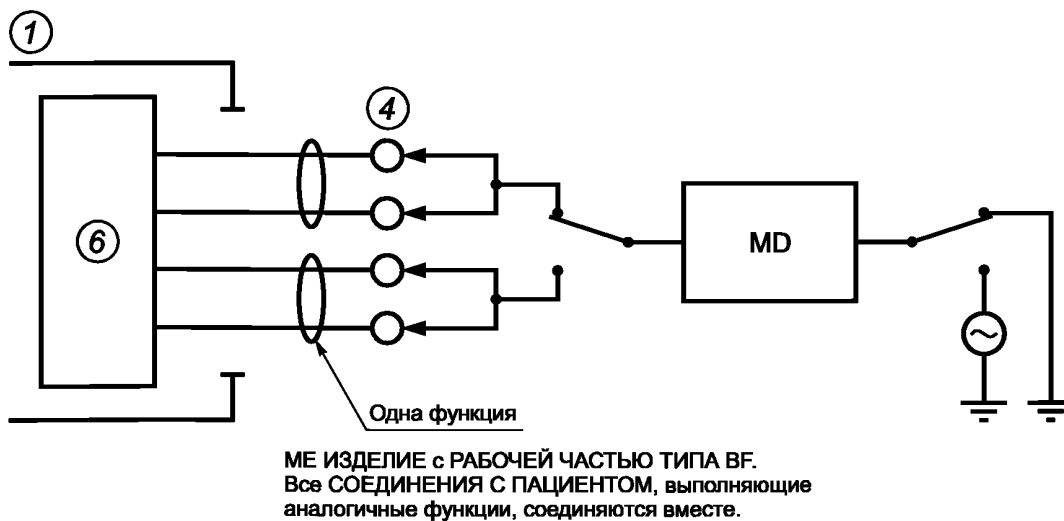 1
4
6
MD
Одна функция
МЕ ИЗДЕЛИЕ с РАБОЧЕЙ ЧАСТЬЮ ТИПА BF.
Все СОЕДИНЕНИЯ С ПАЦИЕНТОМ, выполняющие
аналогичные функции, соединяются вместе.